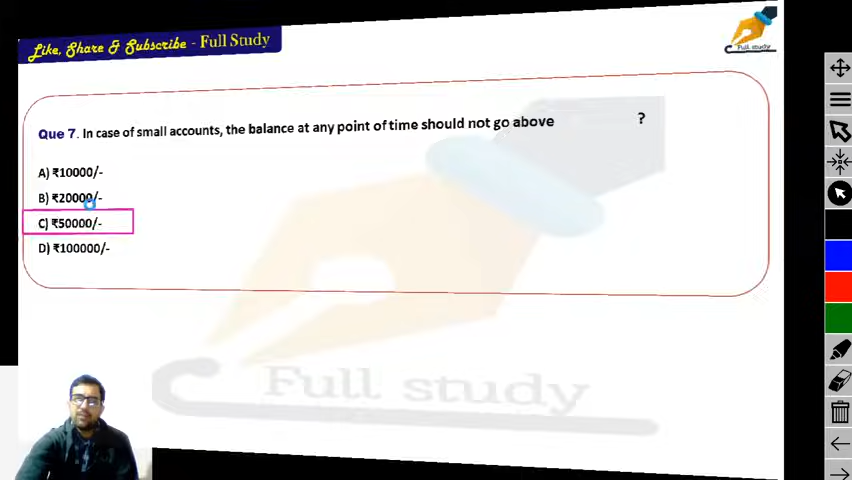 Like, Share & Subscribe - Full Study
Full study
Que 7. In case of small accounts, the balance at any point of time should not go above ?
A) ₹10000/-
B) ₹20000/-
C) ₹50000/-
D) ₹100000/-
Full study